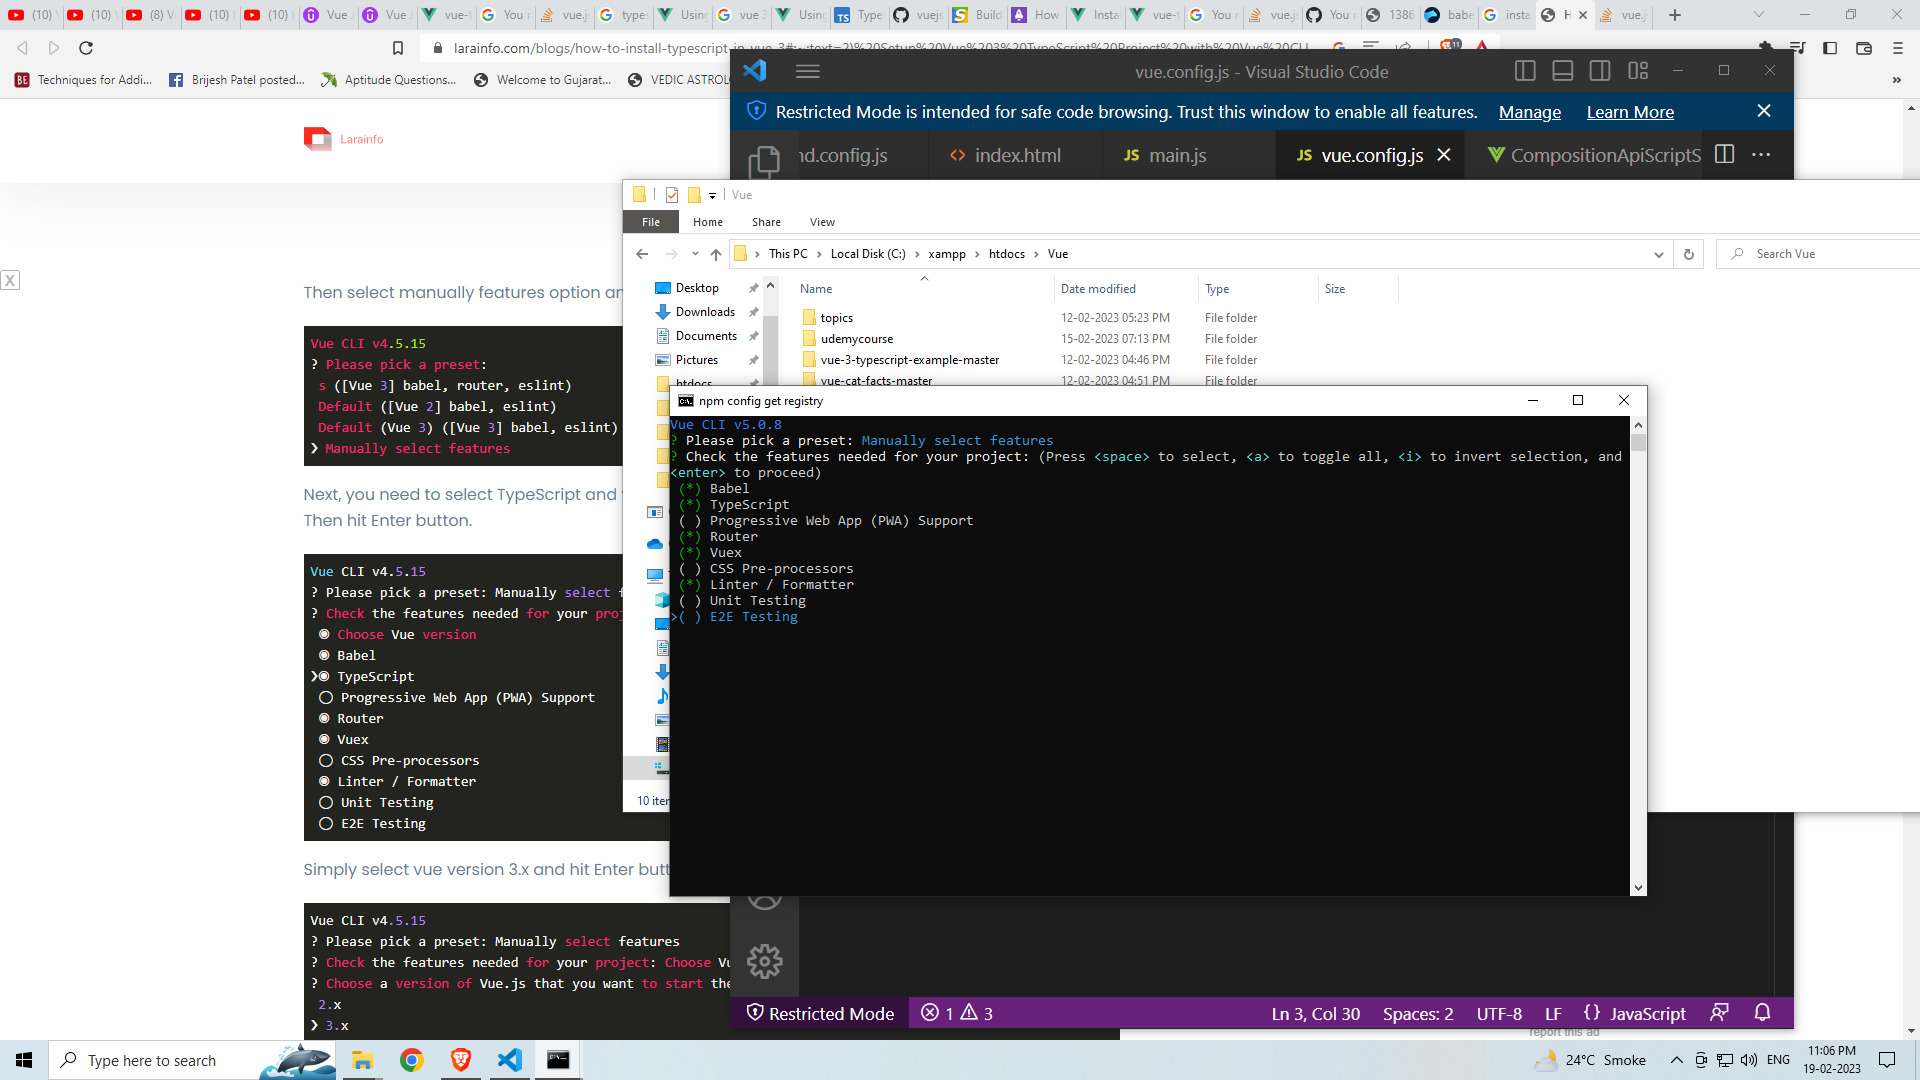 (10) \
(10) \
(8) V
(10) |
(10) |
Vue .
Vue .
vue-t
You r
vue.j
types
Using
vue 3
Using
Type
vuejs
Build
How
Insta
vue-t
You r
vue.j
You r
1386
babe
insta
H
vue.j
larainfo.com/blogs/how-to-install-typescript-in-vue-3#:~:text=2)%20Setup%20Vue%203%20TypeScript%20Project%20with%20Vue%20CLI
11
Techniques for Addi...
Brijesh Patel posted...
Aptitude Questions...
Welcome to Gujarat...
VEDIC ASTROL
Larainfo
X
Then select manually features option an
Vue CLI v4.5.15
? Please pick a preset:
s ([Vue 3] babel, router, eslint)
Default ([Vue 2] babel, eslint)
Default (Vue 3) ([Vue 3] babel, eslint)
❯ Manually select features
Next, you need to select TypeScript and
Then hit Enter button.
Vue CLI v4.5.15
? Please pick a preset: Manually select f
? Check the features needed for your proj
◉ Choose Vue version
◉ Babel
❯◉ TypeScript
◯ Progressive Web App (PWA) Support
◉ Router
◉ Vuex
◯ CSS Pre-processors
◉ Linter / Formatter
◯ Unit Testing
◯ E2E Testing
Simply select vue version 3.x and hit Enter butt
Vue CLI v4.5.15
? Please pick a preset: Manually select features
? Check the features needed for your project: Choose Vu
? Choose a version of Vue.js that you want to start the
2.x
❯ 3.x
vue.config.js - Visual Studio Code
Restricted Mode is intended for safe code browsing. Trust this window to enable all features.
Manage
Learn More
nd.config.js
<> index.html
JS main.js
JS vue.config.js
CompositionApiScriptS
Vue
File
Home
Share
View
This PC › Local Disk (C:) › xampp › htdocs › Vue
Search Vue
Desktop
Downloads
Documents
Pictures
htdocs
Name
Date modified
Type
Size
topics 12-02-2023 05:23 PM File folder
udemycourse 15-02-2023 07:13 PM File folder
vue-3-typescript-example-master 12-02-2023 04:46 PM File folder
vue-cat-facts-master 12-02-2023 04:51 PM File folder
10 iter
npm config get registry
Vue CLI v5.0.8
? Please pick a preset: Manually select features
? Check the features needed for your project: (Press <space> to select, <a> to toggle all, <i> to invert selection, and
<enter> to proceed)
(*) Babel
(*) TypeScript
( ) Progressive Web App (PWA) Support
(*) Router
(*) Vuex
( ) CSS Pre-processors
(*) Linter / Formatter
( ) Unit Testing
>( ) E2E Testing
Restricted Mode
1
3
Ln 3, Col 30
Spaces: 2
UTF-8
LF
{ } JavaScript
report this ad
Type here to search
24°C Smoke
ENG
11:06 PM
19-02-2023